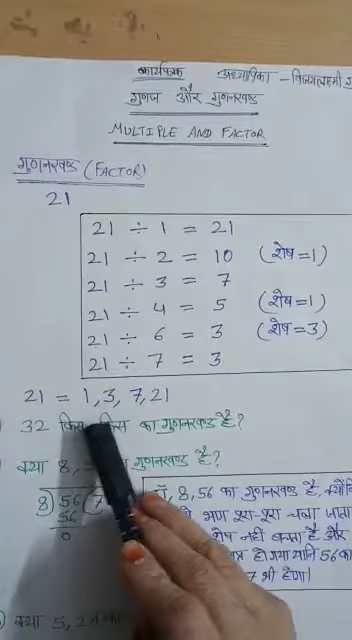 कार्यपत्रक अध्यापिका - विजयलक्ष्मी
गुणज और गुणनखण्ड
MULTIPLE AND FACTOR
गुणनखण्ड (FACTOR)
21
21 ÷ 1 = 21
21 ÷ 2 = 10 (शेष = 1)
21 ÷ 3 = 7
21 ÷ 4 = 5 (शेष = 1)
21 ÷ 6 = 3 (शेष = 3)
21 ÷ 7 = 3
21 = 1, 3, 7, 21
32 किस किस का गुणनखण्ड है?
क्या 8, गुणनखण्ड है?
8) 56 (7
56
0
8, 56 का गुणनखण्ड है, क्योंकि
भाग पूरा-पूरा चला जाता
शेष नहीं बचता है और
हो गया यानि 56 का
7 भी होगा।
क्या 5,